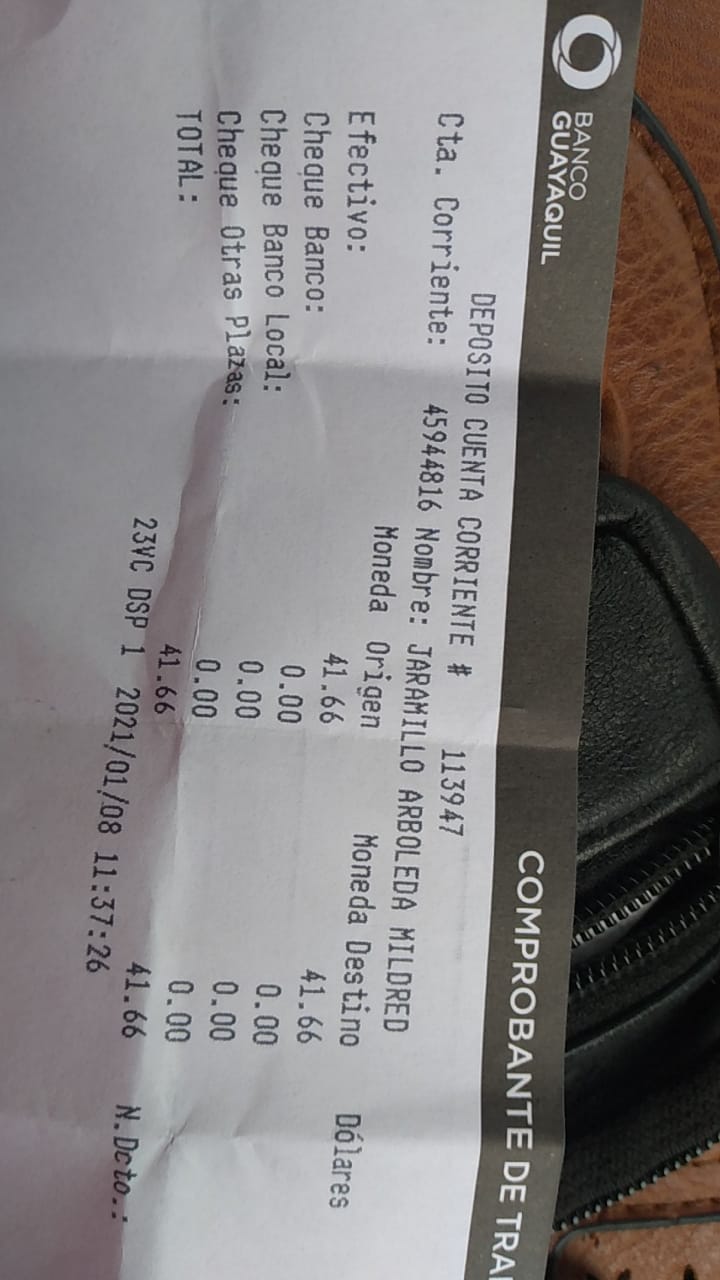 BANCO
GUAYAQUIL
COMPROBANTE DE
DEPOSITO CUENTA CORRIENTE # 113947
Cta. Corriente: 45944816 Nombre: JARAMILLO ARBOLEDA MILDRED
Moneda Origen Moneda Destino Dólares
Efectivo: 41.66 41.66
Cheque Banco: 0.00 0.00
Cheque Banco Local: 0.00 0.00
Cheque Otras Plazas: 0.00 0.00
TOTAL: 41.66 41.66 N.Dcto.:
23VC DSP 1 2021/01/08 11:37:26